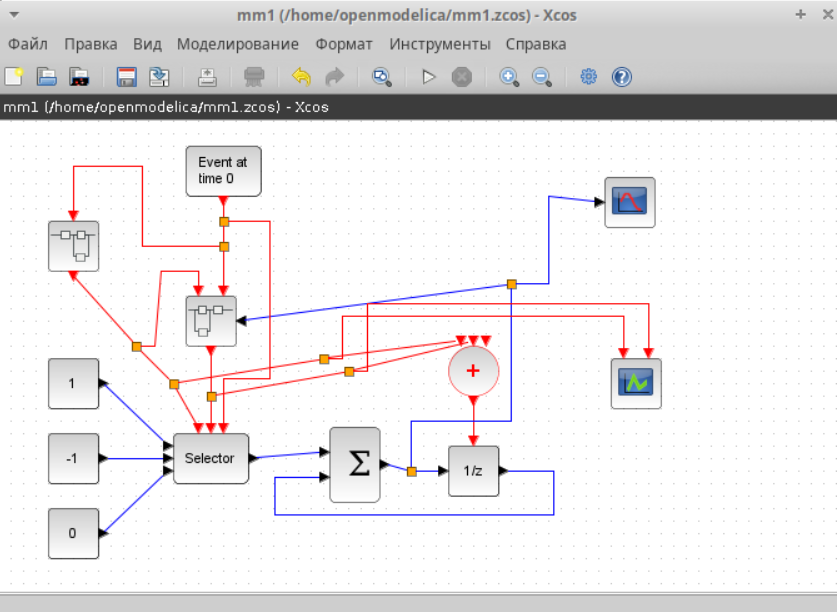 mm1 (/home/openmodelica/mm1.zcos) - Xcos
Файл Правка Вид Моделирование Формат Инструменты Справка
mm1 (/home/openmodelica/mm1.zcos) - Xcos
Event at
time 0
1
+
-1
Selector
Σ
1/z
0